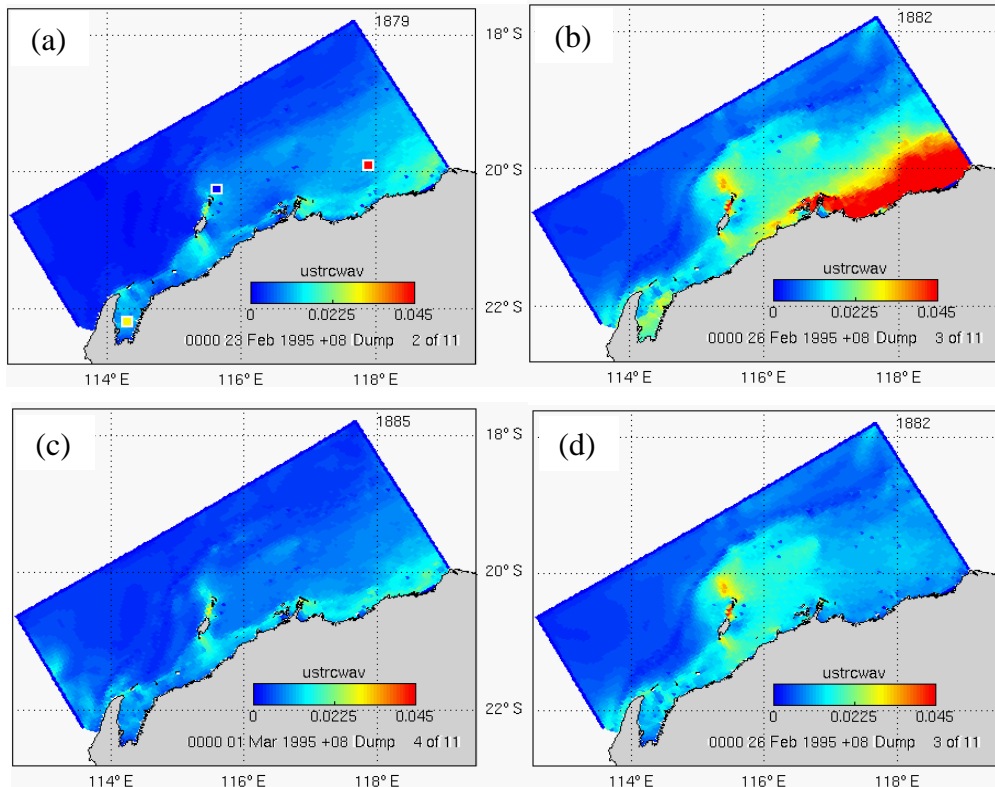 (a)
1879
18° S
20° S
22° S
ustrcwav
0 0.0225 0.045
0000 23 Feb 1995 +08 Dump 2 of 11
114° E 116° E 118° E
(b)
1882
ustrcwav
0 0.0225 0.045
0000 26 Feb 1995 +08 Dump 3 of 11
114° E 116° E 118° E
(c)
1885
18° S
20° S
22° S
ustrcwav
0 0.0225 0.045
0000 01 Mar 1995 +08 Dump 4 of 11
114° E 116° E 118° E
(d)
1882
ustrcwav
0 0.0225 0.045
0000 26 Feb 1995 +08 Dump 3 of 11
114° E 116° E 118° E